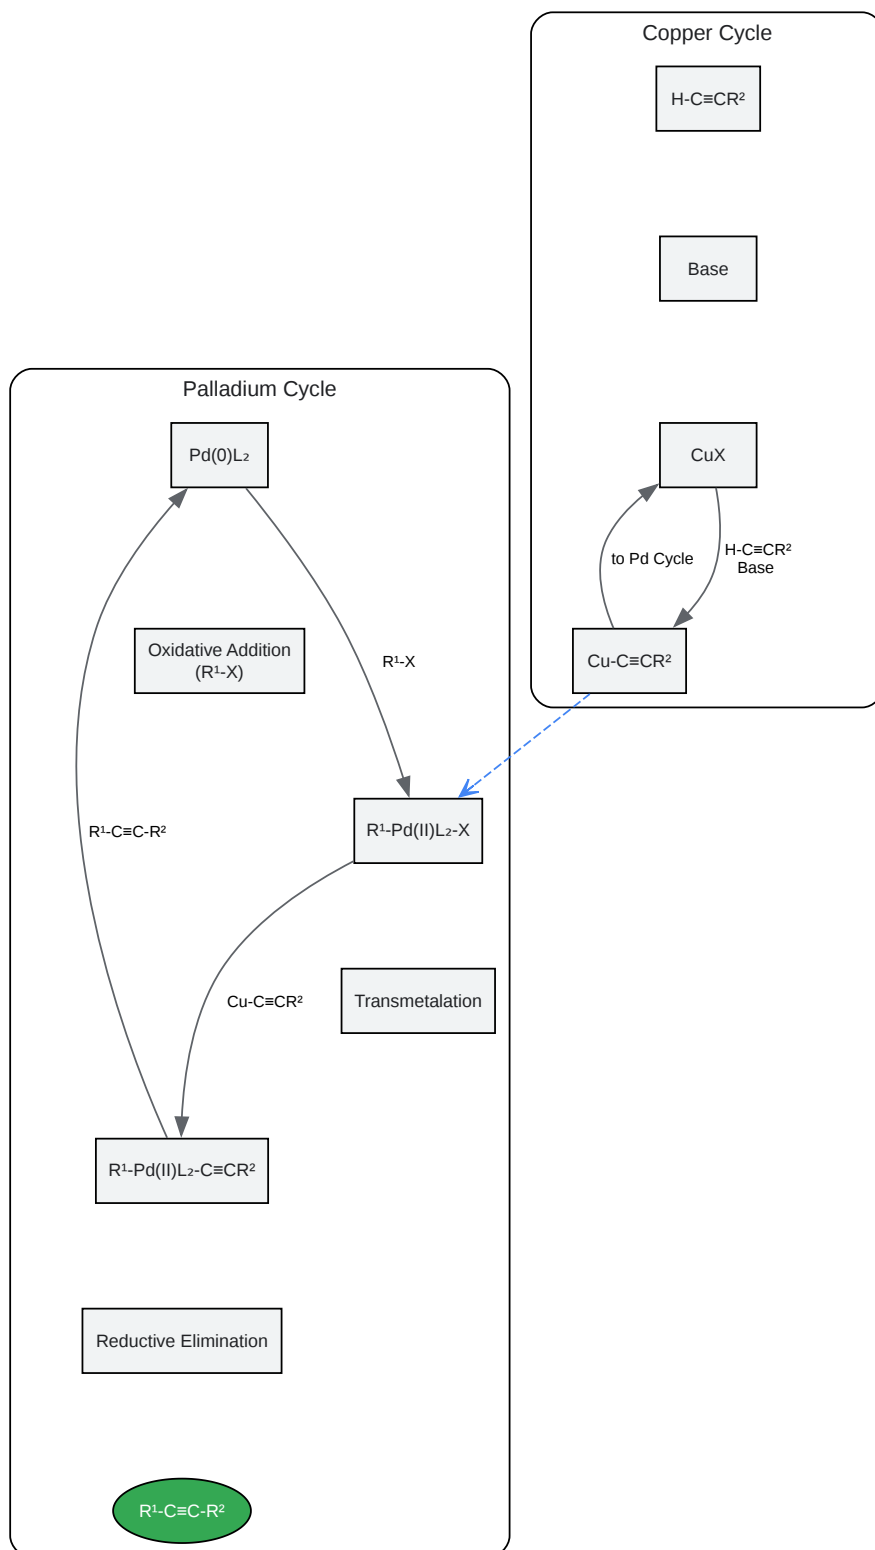 Copper Cycle
H-C≡CR²
Base
Palladium Cycle
Pd(0)L₂
CuX
to Pd Cycle
H-C≡CR²
Base
Oxidative Addition
(R¹-X)
R¹-X
Cu-C≡CR²
R¹-C≡C-R²
R¹-Pd(II)L₂-X
Cu-C≡CR²
Transmetalation
R¹-Pd(II)L₂-C≡CR²
Reductive Elimination
R¹-C≡C-R²